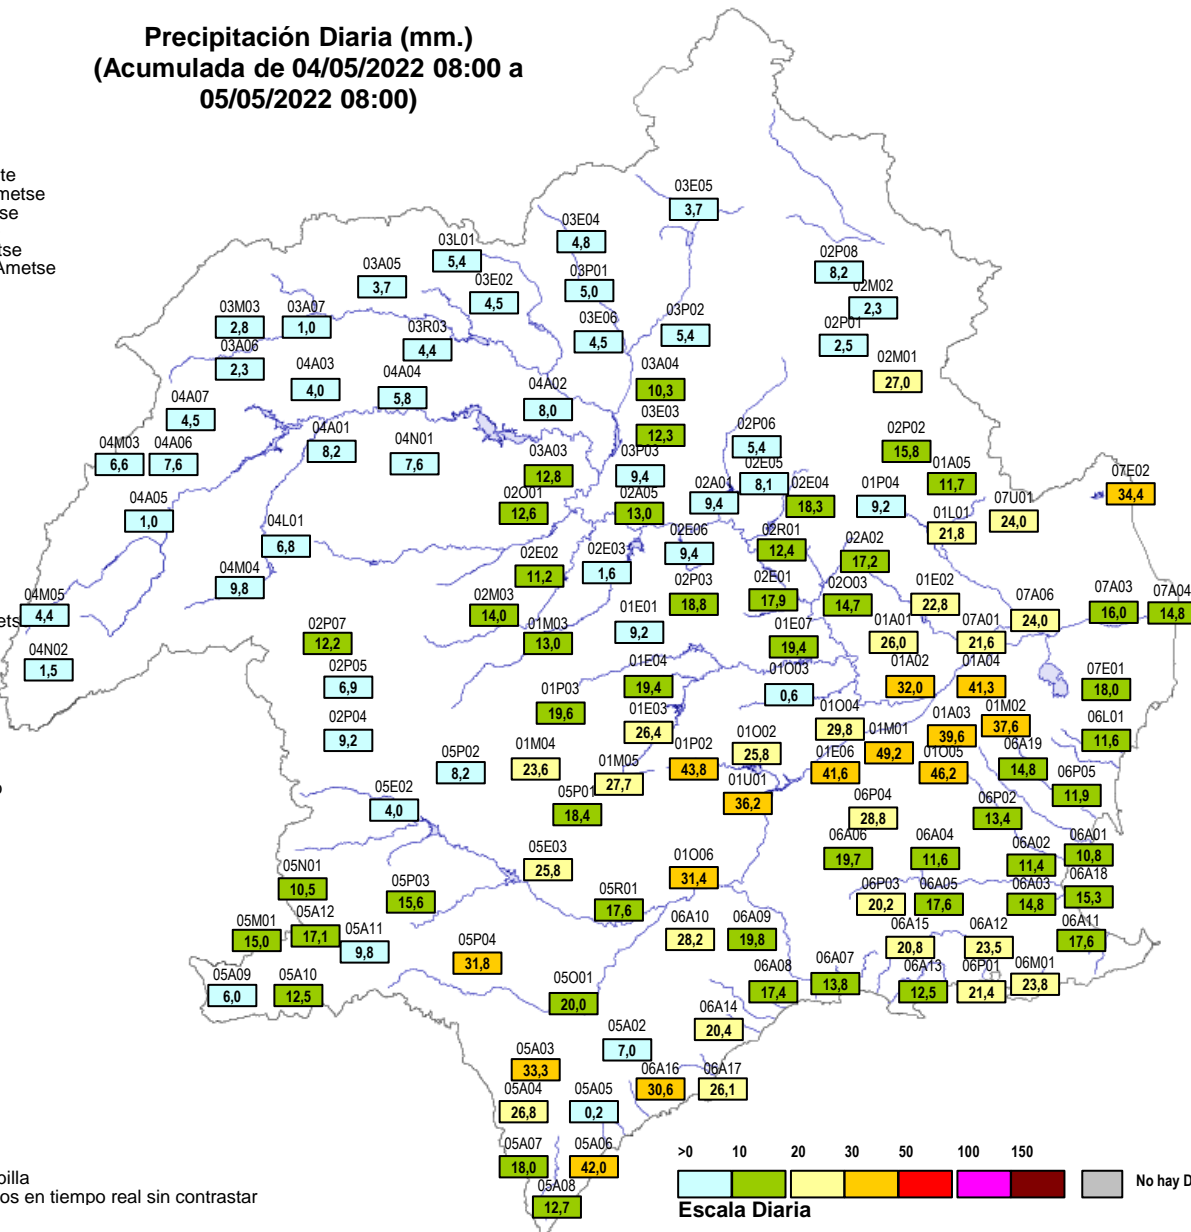 Precipitación Diaria (mm.)
(Acumulada de 04/05/2022 08:00 a
05/05/2022 08:00)
te
metse
se
tse
Ametse
03E05
3,7
03E04
4,8
03L01
5,4
02P08
8,2
03A05
3,7
03E02
4,5
03P01
5,0
02M02
2,3
03M03
2,8
03A07
1,0
03R03
4,4
03E06
4,5
03P02
5,4
02P01
2,5
03A06
2,3
04A03
4,0
04A04
5,8
04A02
8,0
03A04
10,3
02M01
27,0
04A07
4,5
03E03
12,3
04M03
6,6
04A06
7,6
04A01
8,2
04N01
7,6
03A03
12,8
03P03
9,4
02P06
5,4
02P02
15,8
02E05
8,1
01A05
11,7
07E02
34,4
04A05
1,0
02O01
12,6
02A05
13,0
02A01
9,4
02E04
18,3
01P04
9,2
07U01
24,0
04L01
6,8
02E06
9,4
02R01
12,4
01L01
21,8
02A02
17,2
04M04
9,8
02E02
11,2
02E03
1,6
02P03
18,8
02E01
17,9
02O03
14,7
01E02
22,8
07A06
24,0
07A03
16,0
07A04
14,8
04M05
4,4
ets
02M03
14,0
01M03
13,0
01E01
9,2
01E07
19,4
01A01
26,0
07A01
21,6
04N02
1,5
02P07
12,2
02P05
6,9
01P03
19,6
01E04
19,4
01O03
0,6
01A02
32,0
01A04
41,3
07E01
18,0
02P04
9,2
01E03
26,4
01O02
25,8
01O04
29,8
01M01
49,2
01A03
39,6
01M02
37,6
06L01
11,6
05P02
8,2
01M04
23,6
01M05
27,7
01P02
43,8
01E06
41,6
01O05
46,2
06A19
14,8
06P05
11,9
05E02
4,0
05P01
18,4
01U01
36,2
06P04
28,8
06P02
13,4
05E03
25,8
01O06
31,4
06A06
19,7
06A04
11,6
06A02
11,4
06A01
10,8
05N01
10,5
05P03
15,6
05R01
17,6
06P03
20,2
06A05
17,6
06A03
14,8
06A18
15,3
05M01
15,0
05A12
17,1
05A11
9,8
05P04
31,8
06A10
28,2
06A09
19,8
06A15
20,8
06A12
23,5
06A11
17,6
05A09
6,0
05A10
12,5
05O01
20,0
06A08
17,4
06A07
13,8
06A13
12,5
06P01
21,4
06M01
23,8
06A14
20,4
05A02
7,0
05A03
33,3
06A16
30,6
06A17
26,1
05A04
26,8
05A05
0,2
05A07
18,0
05A06
42,0
05A08
12,7
>0 10 20 30 50 100 150
No hay D
Escala Diaria
oilla
os en tiempo real sin contrastar